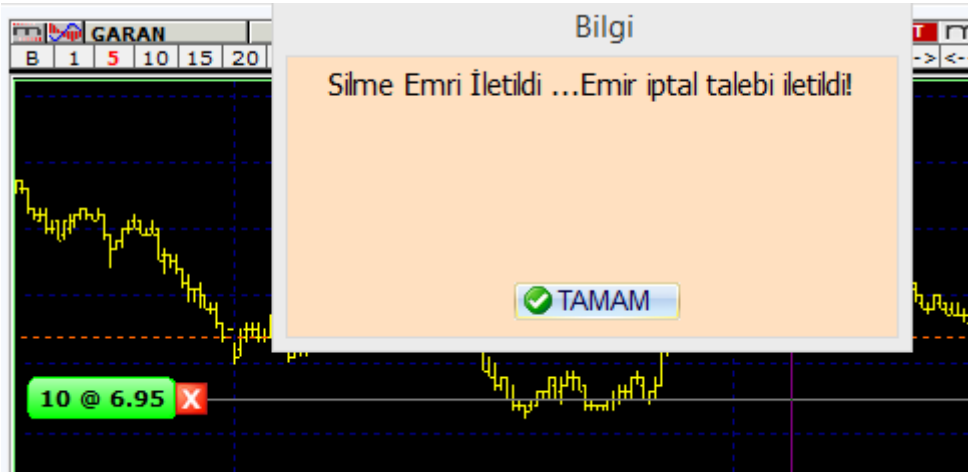 Bilgi
GARAN
B 1 5 10 15 20
Silme Emri İletildi ...Emir iptal talebi iletildi!
TAMAM
10 @ 6.95 X